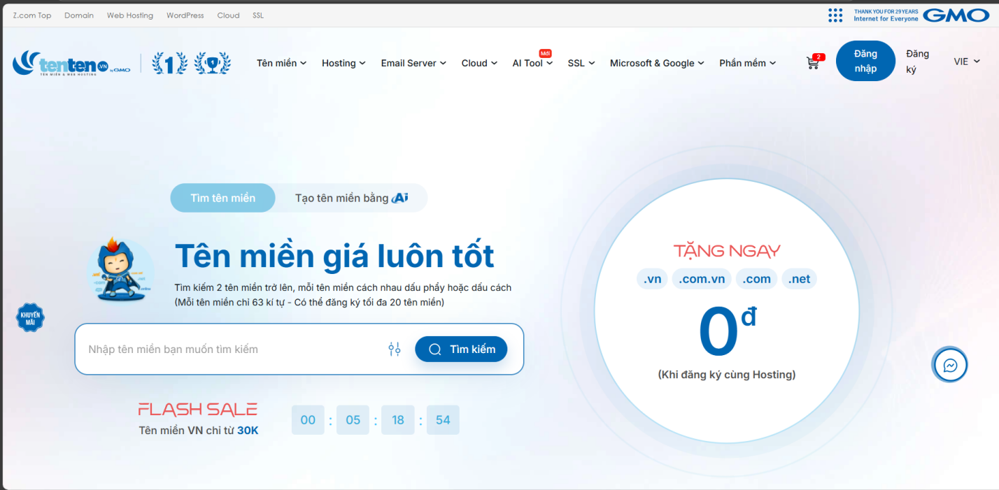 Z.com Top Domain Web Hosting WordPress Cloud SSL
THANK YOU FOR 29 YEARS
Internet for Everyone
GMO
tenten.vn by GMO
TÊN MIỀN & WEB HOSTING
1
1
Tên miền Hosting Email Server Cloud AI Tool SSL Microsoft & Google Phần mềm
Mới
2
Đăng
nhập
Đăng
ký
VIE
Tìm tên miền
Tạo tên miền bằng Ai
Tên miền giá luôn tốt
Tìm kiếm 2 tên miền trở lên, mỗi tên miền cách nhau dấu phẩy hoặc dấu cách
(Mỗi tên miền chỉ 63 kí tự - Có thể đăng ký tối đa 20 tên miền)
KHUYẾN
MÃI
Nhập tên miền bạn muốn tìm kiếm
Tìm kiếm
FLASH SALE
Tên miền VN chỉ từ 30K
00 : 05 : 18 : 54
TẶNG NGAY
.vn .com.vn .com .net
0đ
(Khi đăng ký cùng Hosting)